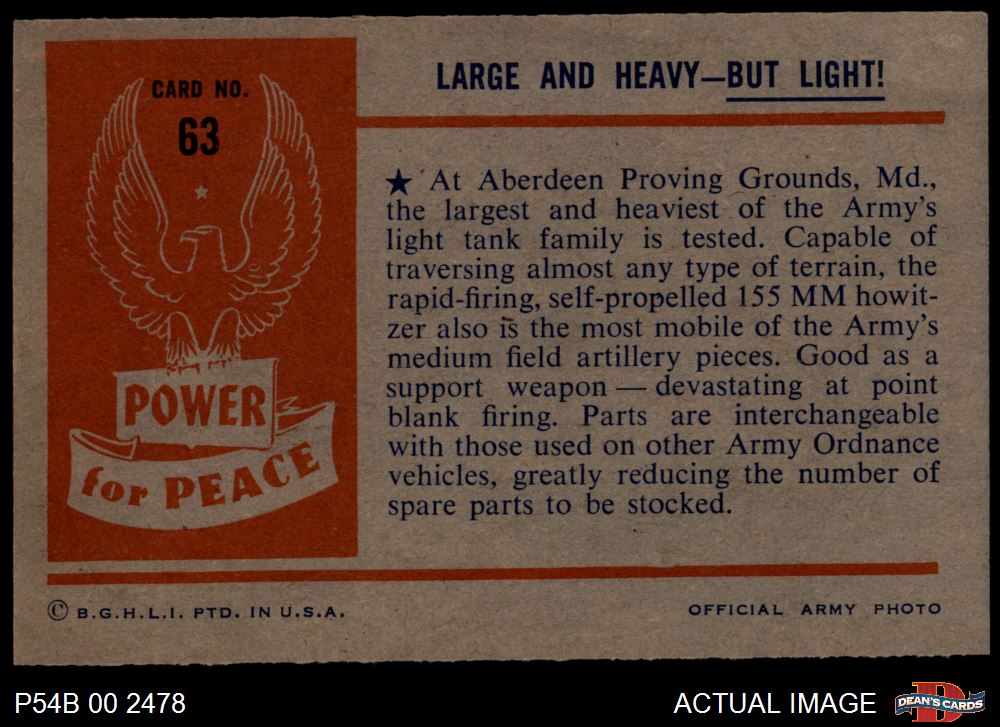 CARD NO.
63
POWER
for PEACE
LARGE AND HEAVY—BUT LIGHT!
★ At Aberdeen Proving Grounds, Md.,
the largest and heaviest of the Army's
light tank family is tested. Capable of
traversing almost any type of terrain, the
rapid-firing, self-propelled 155 MM howit-
zer also is the most mobile of the Army's
medium field artillery pieces. Good as a
support weapon — devastating at point
blank firing. Parts are interchangeable
with those used on other Army Ordnance
vehicles, greatly reducing the number of
spare parts to be stocked.
© B.G.H.L.I. PTD. IN U.S.A.
OFFICIAL ARMY PHOTO
P54B 00 2478
ACTUAL IMAGE
D
DEAN'S CARDS